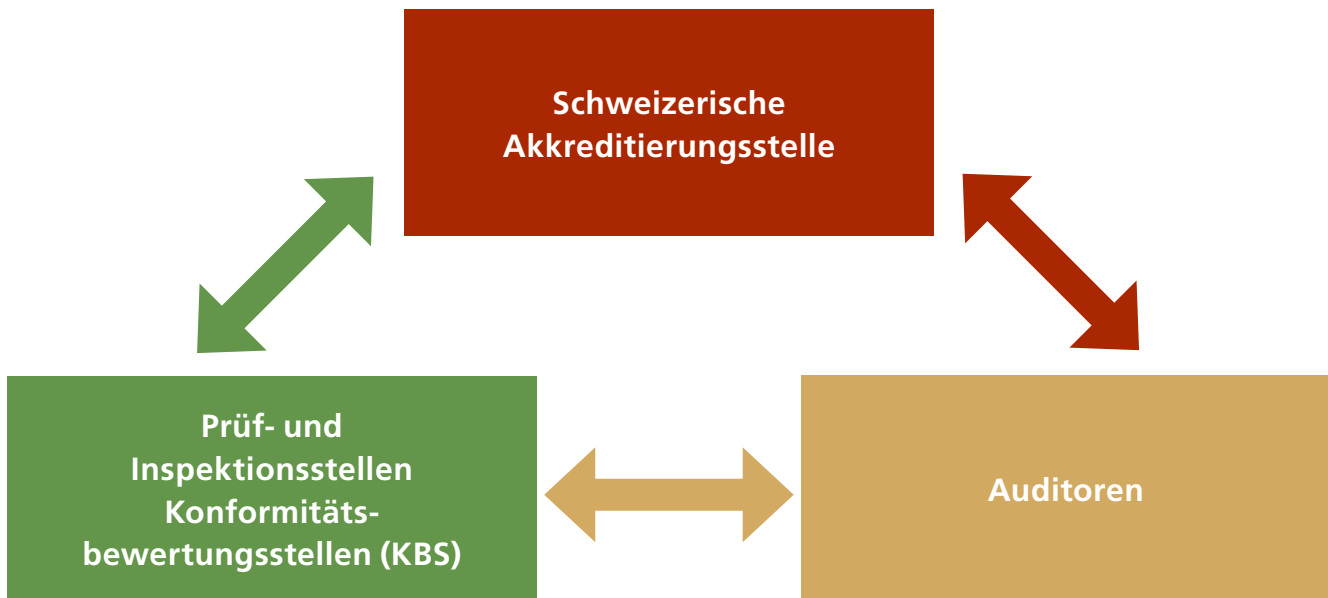 Schweizerische
Akkreditierungsstelle
Prüf- und
Inspektionsstellen
Konformitäts-
bewertungsstellen (KBS)
Auditoren